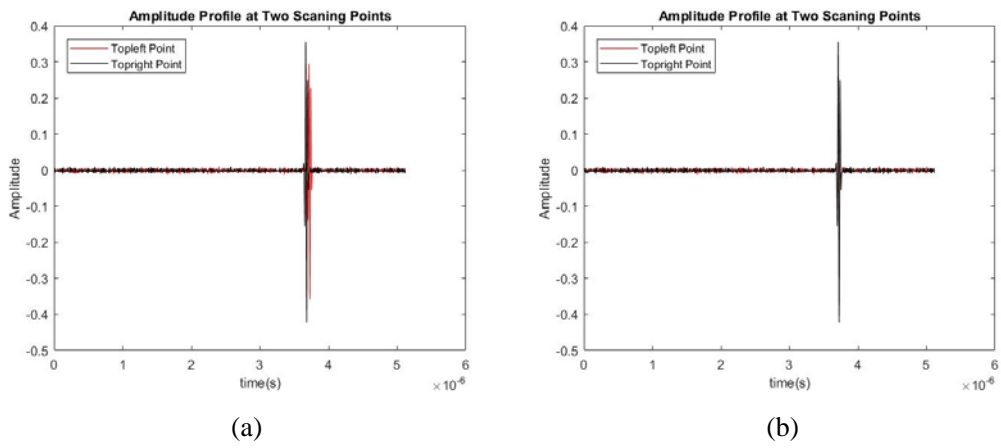 Amplitude Profile at Two Scaning Points
0.4
0.3
0.2
0.1
0
-0.1
-0.2
-0.3
-0.4
-0.5
Amplitude
Topleft Point
Topright Point
0 1 2 3 4 5 6
time(s)
×10⁻⁶
(a)
Amplitude Profile at Two Scaning Points
0.4
0.3
0.2
0.1
0
-0.1
-0.2
-0.3
-0.4
-0.5
Amplitude
Topleft Point
Topright Point
0 1 2 3 4 5 6
time(s)
×10⁻⁶
(b)